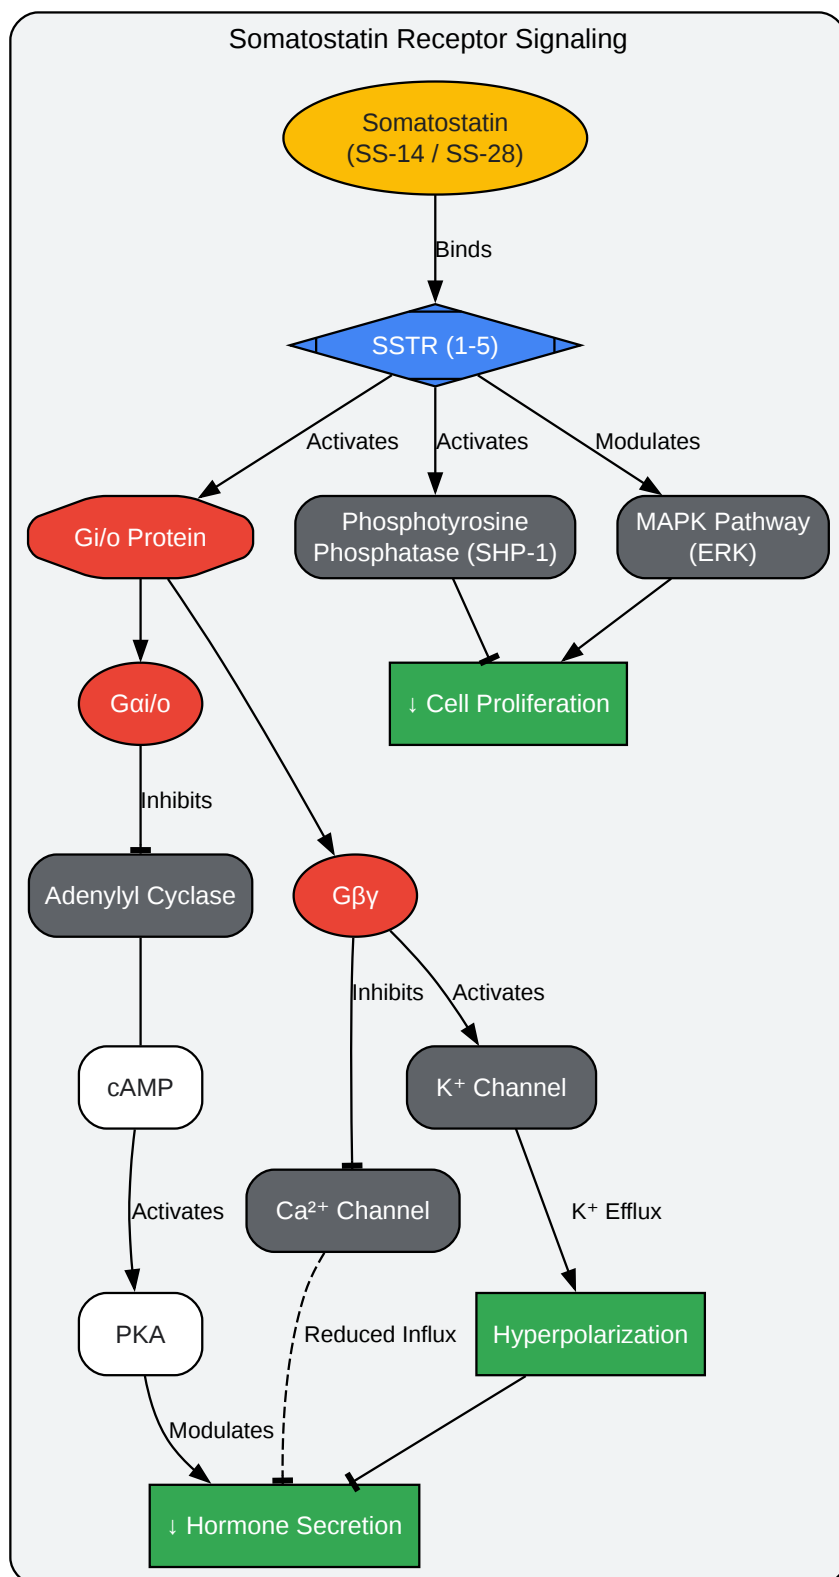 Somatostatin Receptor Signaling
Somatostatin
(SS-14 / SS-28)
Binds
SSTR (1-5)
Activates
Activates
Modulates
Gi/o Protein
Phosphotyrosine
Phosphatase (SHP-1)
MAPK Pathway
(ERK)
Gαi/o
↓ Cell Proliferation
Inhibits
Adenylyl Cyclase
Gβγ
Inhibits
Activates
cAMP
K⁺ Channel
Activates
Ca²⁺ Channel
K⁺ Efflux
PKA
Reduced Influx
Hyperpolarization
Modulates
↓ Hormone Secretion